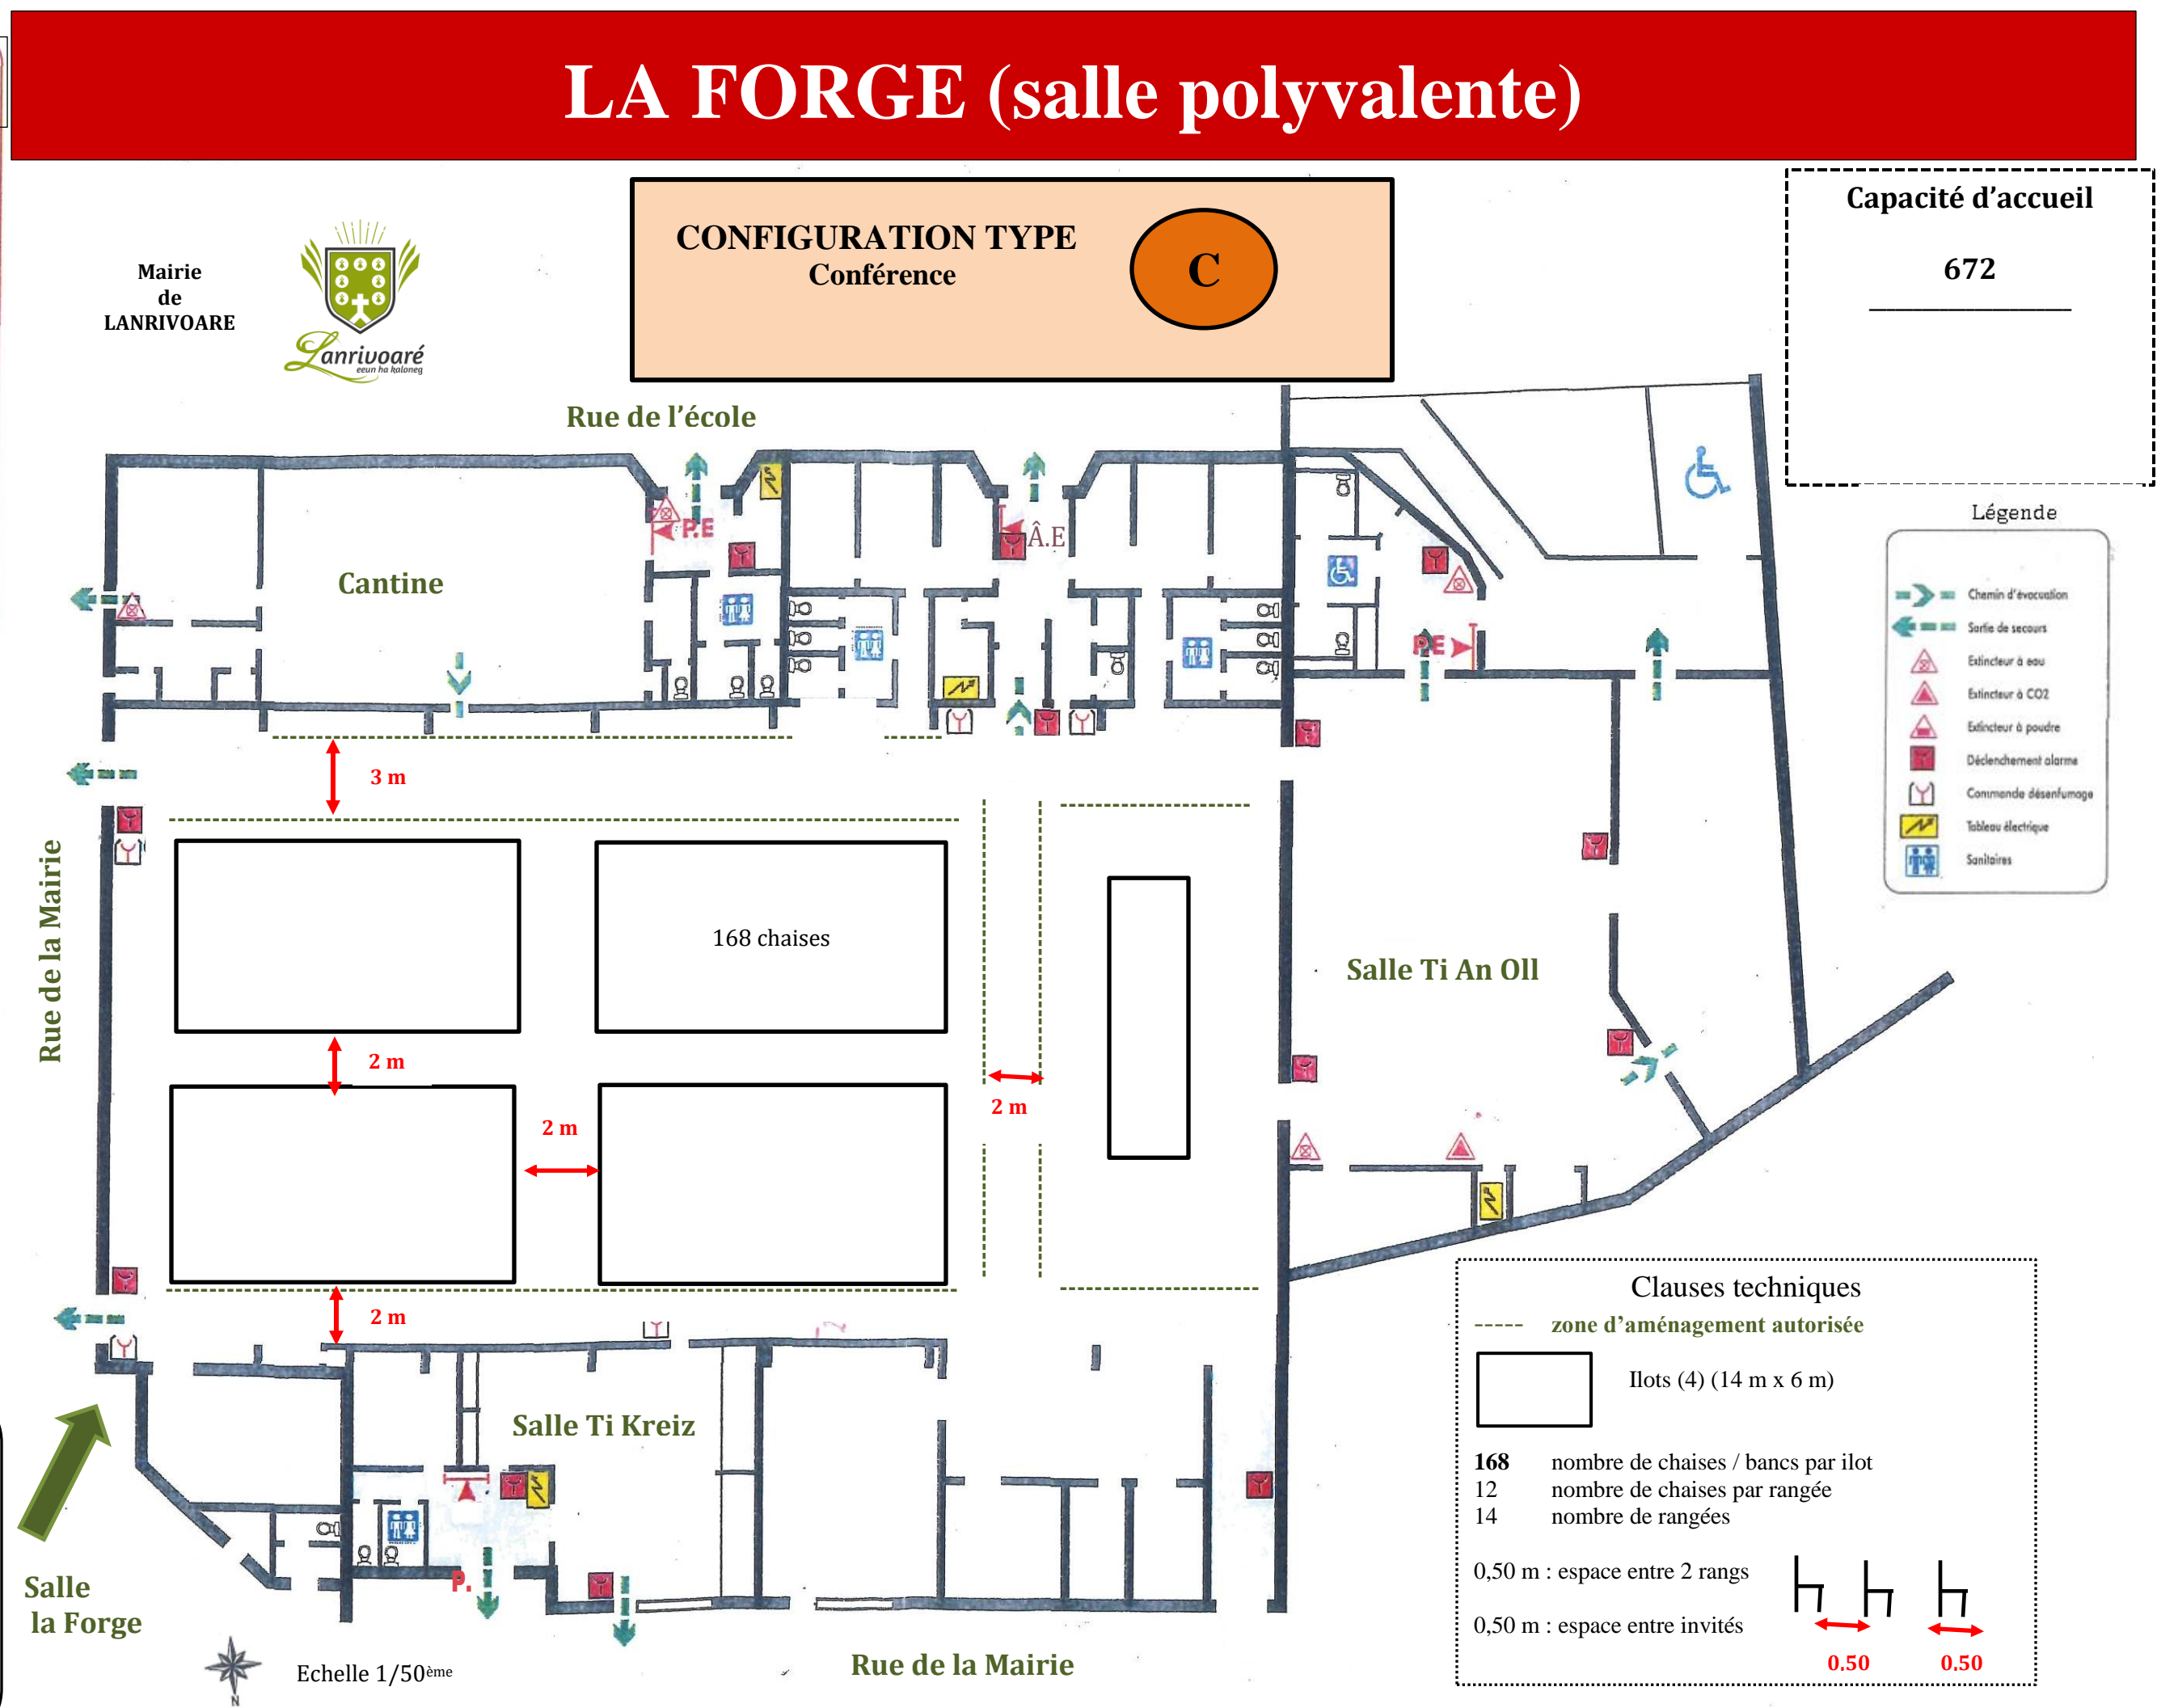 LA FORGE (salle polyvalente)
Mairie
de
LANRIVOARE
Lanrivoaré
eeun ha kaloneg
CONFIGURATION TYPE
Conférence
C
Capacité d’accueil
672
Rue de l’école
Légende
Chemin d'évacuation
Sortie de secours
Extincteur à eau
Extincteur à CO2
Extincteur à poudre
Déclenchement alarme
Commande désenfumage
Tableau électrique
Sanitaires
P.E
Â.E
Cantine
P.E
3 m
Rue de la Mairie
168 chaises
Salle Ti An Oll
2 m
2 m
2 m
2 m
Salle Ti Kreiz
P.
Salle
la Forge
N
Echelle 1/50ème
Rue de la Mairie
Clauses techniques
----- zone d’aménagement autorisée
Ilots (4) (14 m x 6 m)
168 nombre de chaises / bancs par ilot
12 nombre de chaises par rangée
14 nombre de rangées
0,50 m : espace entre 2 rangs
0,50 m : espace entre invités
0.50 0.50